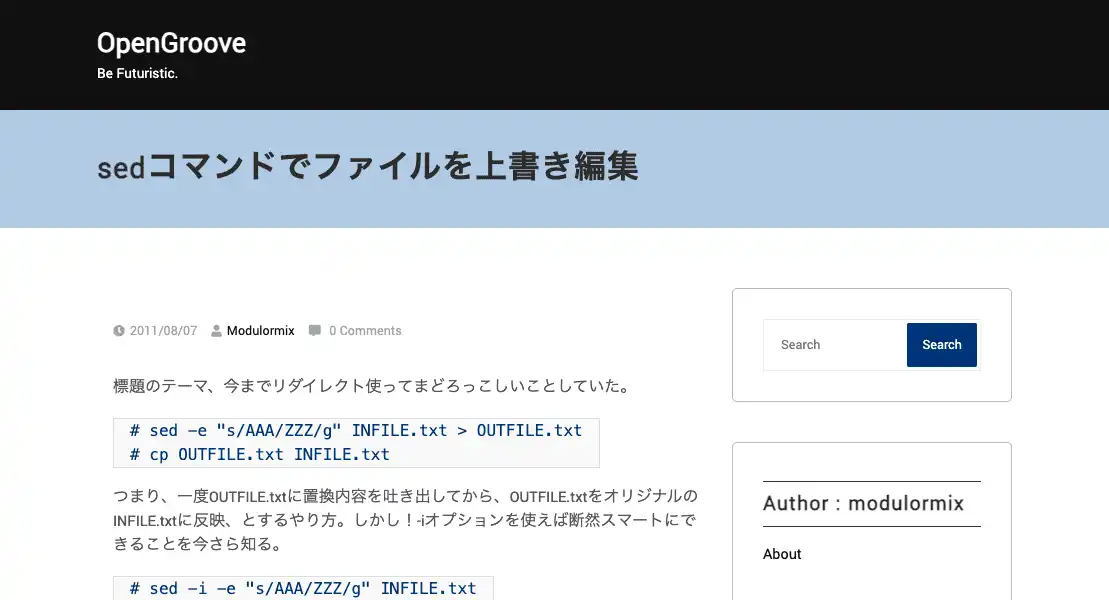 OpenGroove
Be Futuristic.
sedコマンドでファイルを上書き編集
2011/08/07 Modulormix 0 Comments
標題のテーマ、今までリダイレクト使ってまどろっこしいことしていた。
# sed -e "s/AAA/ZZZ/g" INFILE.txt > OUTFILE.txt
# cp OUTFILE.txt INFILE.txt
つまり、一度OUTFILE.txtに置換内容を吐き出してから、OUTFILE.txtをオリジナルの
INFILE.txtに反映、とするやり方。しかし！-iオプションを使えば断然スマートにで
きることを今さら知る。
# sed -i -e "s/AAA/ZZZ/g" INFILE.txt
Search Search
Author : modulormix
About